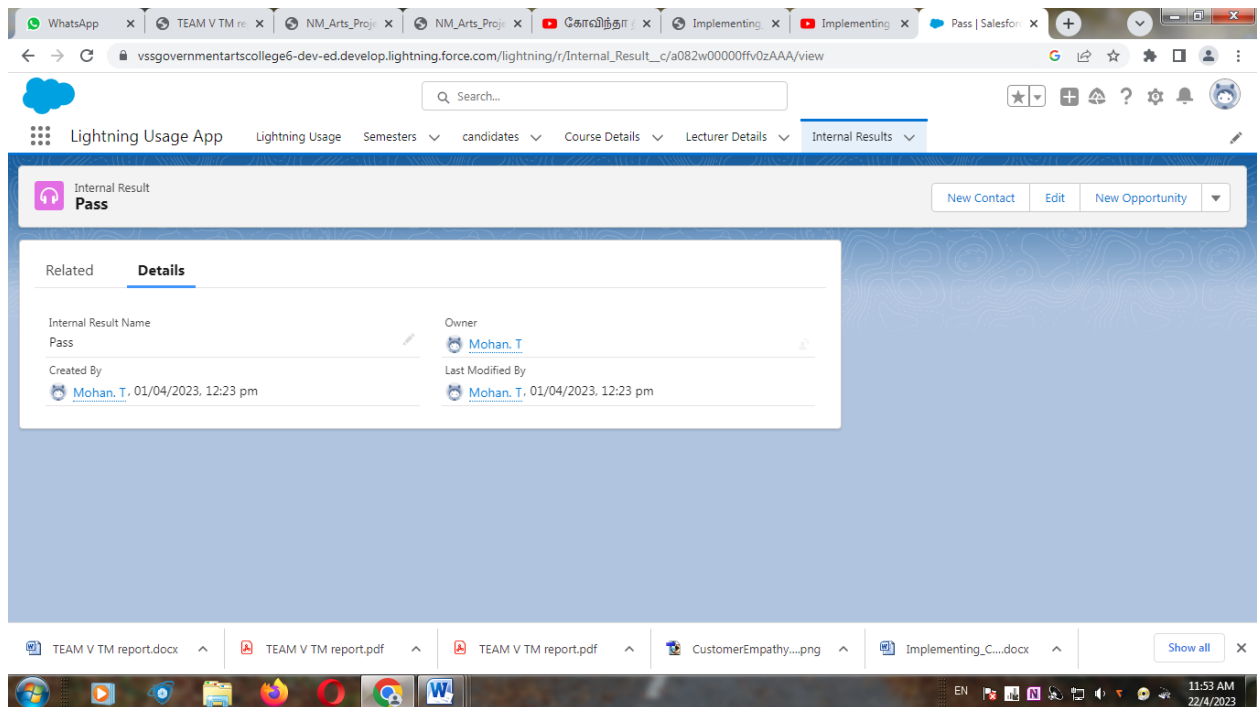 WhatsApp
TEAM V TM re
NM_Arts_Proje
NM_Arts_Proje
கோவிந்தா
Implementing
Implementing
Pass | Salesforc
vssgovernmentartscollege6-dev-ed.develop.lightning.force.com/lightning/r/Internal_Result__c/a082w00000ffv0zAAA/view
Search...
Lightning Usage App
Lightning Usage
Semesters
candidates
Course Details
Lecturer Details
Internal Results
Internal Result
Pass
New Contact
Edit
New Opportunity
Related
Details
Internal Result Name
Pass
Owner
Mohan. T
Created By
Mohan. T, 01/04/2023, 12:23 pm
Last Modified By
Mohan. T, 01/04/2023, 12:23 pm
TEAM V TM report.docx
TEAM V TM report.pdf
TEAM V TM report.pdf
CustomerEmpathy....png
Implementing_C....docx
Show all
EN
11:53 AM
22/4/2023